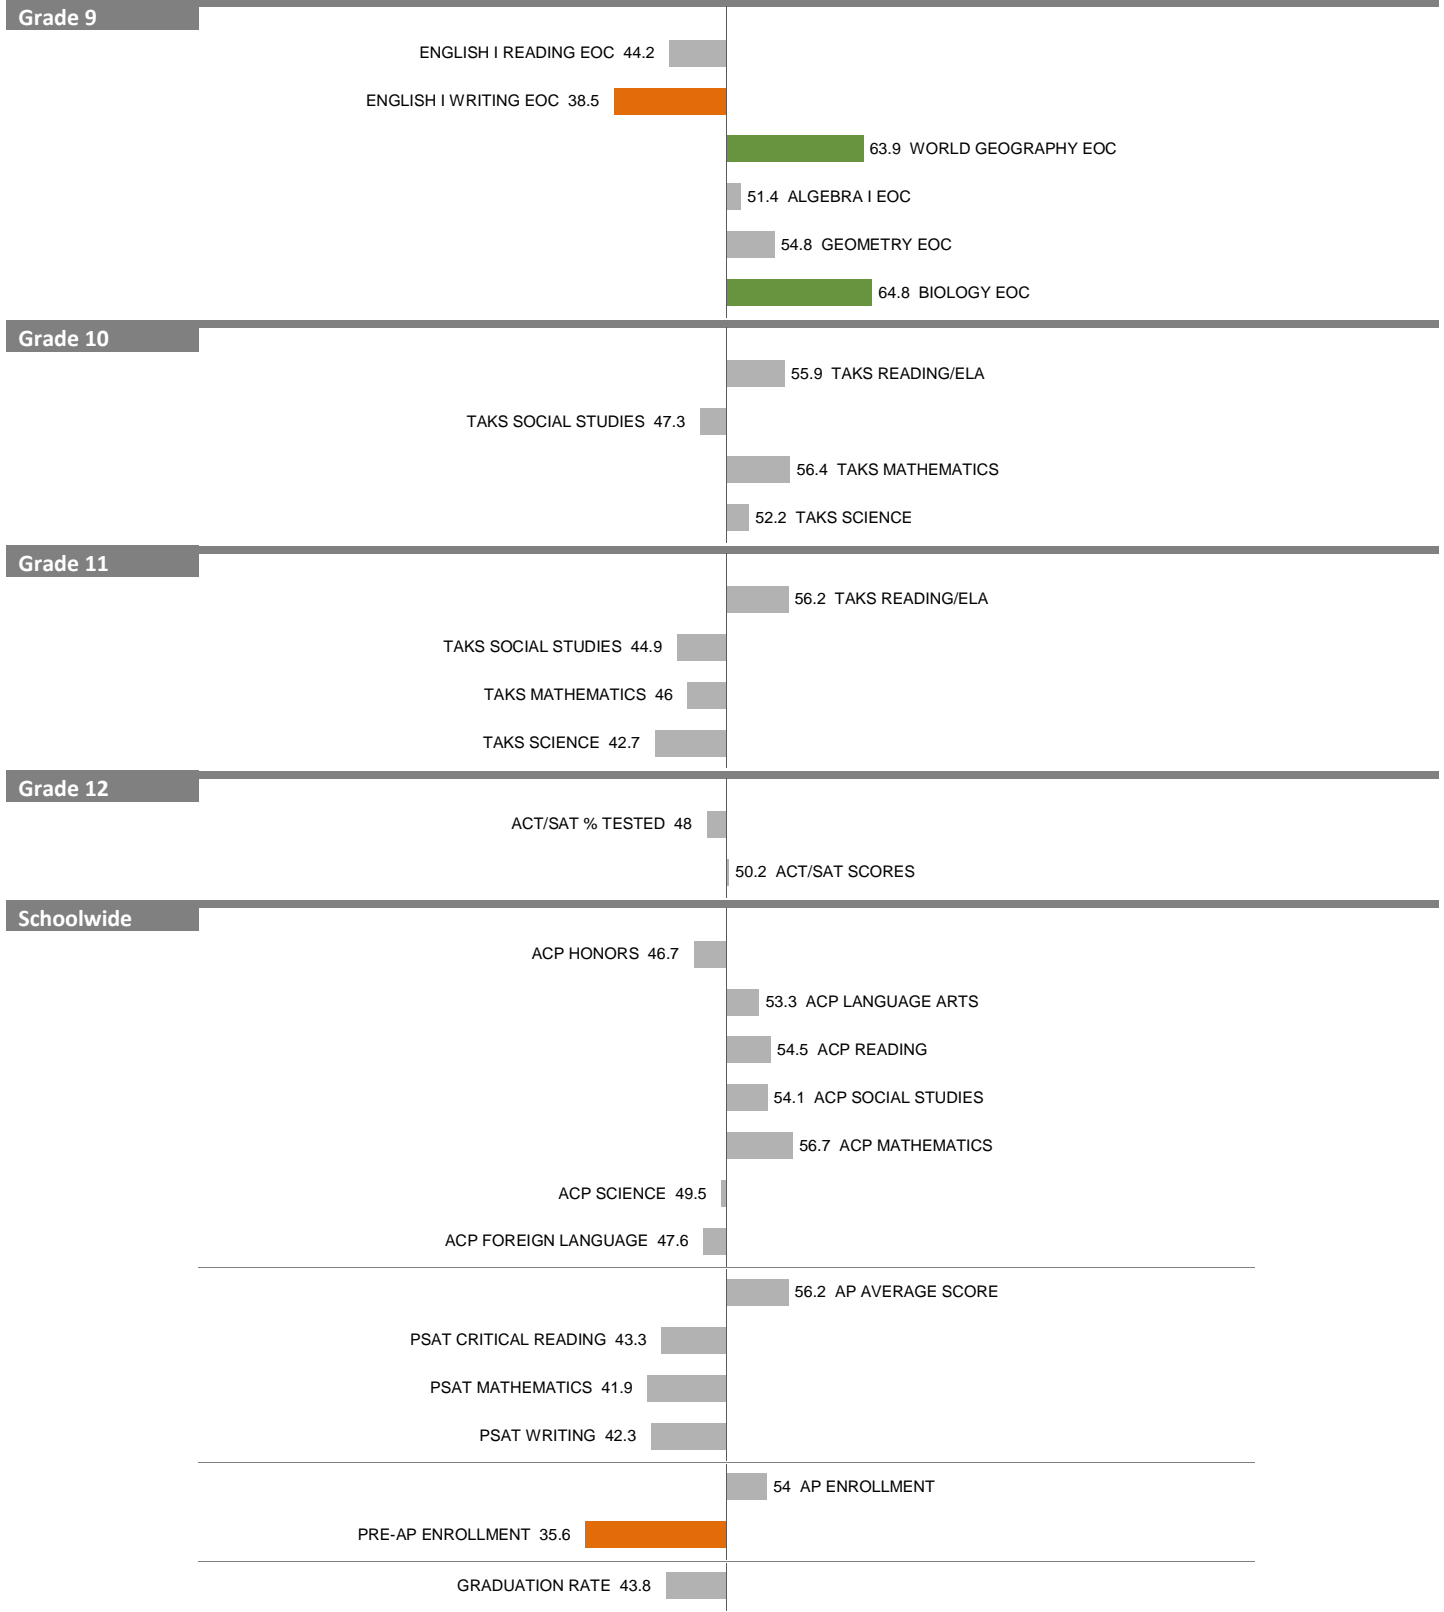 Grade 9
ENGLISH I READING EOC 44.2
ENGLISH I WRITING EOC 38.5
63.9 WORLD GEOGRAPHY EOC
51.4 ALGEBRA I EOC
54.8 GEOMETRY EOC
64.8 BIOLOGY EOC
Grade 10
55.9 TAKS READING/ELA
TAKS SOCIAL STUDIES 47.3
56.4 TAKS MATHEMATICS
52.2 TAKS SCIENCE
Grade 11
56.2 TAKS READING/ELA
TAKS SOCIAL STUDIES 44.9
TAKS MATHEMATICS 46
TAKS SCIENCE 42.7
Grade 12
ACT/SAT % TESTED 48
50.2 ACT/SAT SCORES
Schoolwide
ACP HONORS 46.7
53.3 ACP LANGUAGE ARTS
54.5 ACP READING
54.1 ACP SOCIAL STUDIES
56.7 ACP MATHEMATICS
ACP SCIENCE 49.5
ACP FOREIGN LANGUAGE 47.6
56.2 AP AVERAGE SCORE
PSAT CRITICAL READING 43.3
PSAT MATHEMATICS 41.9
PSAT WRITING 42.3
54 AP ENROLLMENT
PRE-AP ENROLLMENT 35.6
GRADUATION RATE 43.8